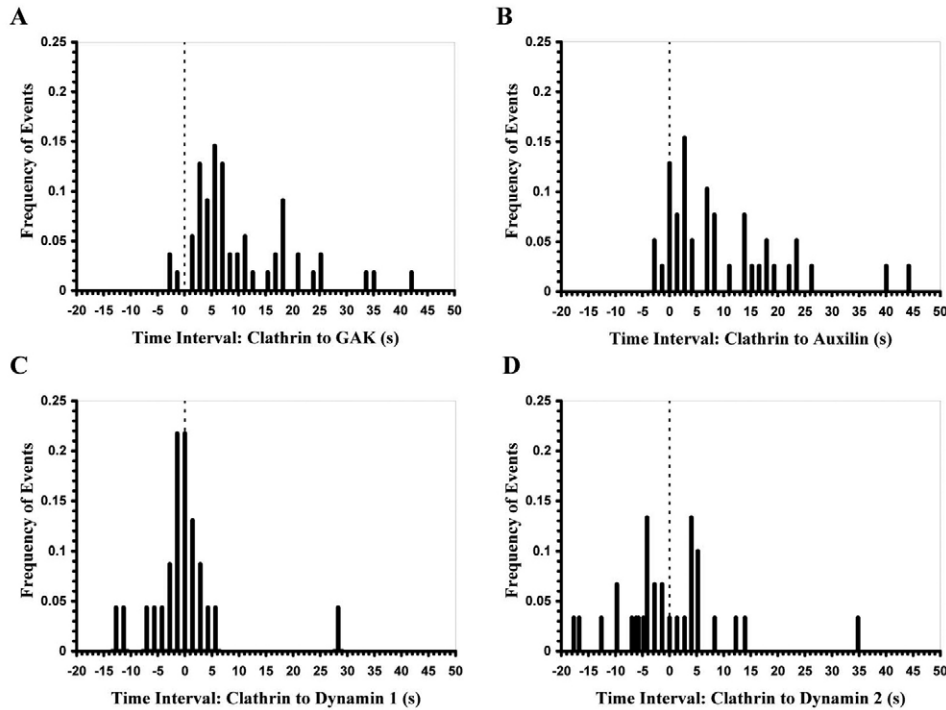 A
B
0.25
0.2
0.15
0.1
0.05
0
Frequency of Events
-20 -15 -10 -5 0 5 10 15 20 25 30 35 40 45 50
Time Interval: Clathrin to GAK (s)
0.25
0.2
0.15
0.1
0.05
0
Frequency of Events
-20 -15 -10 -5 0 5 10 15 20 25 30 35 40 45 50
Time Interval: Clathrin to Auxilin (s)
C
D
0.25
0.2
0.15
0.1
0.05
0
Frequency of Events
-20 -15 -10 -5 0 5 10 15 20 25 30 35 40 45 50
Time Interval: Clathrin to Dynamin 1 (s)
0.25
0.2
0.15
0.1
0.05
0
Frequency of Events
-20 -15 -10 -5 0 5 10 15 20 25 30 35 40 45 50
Time Interval: Clathrin to Dynamin 2 (s)